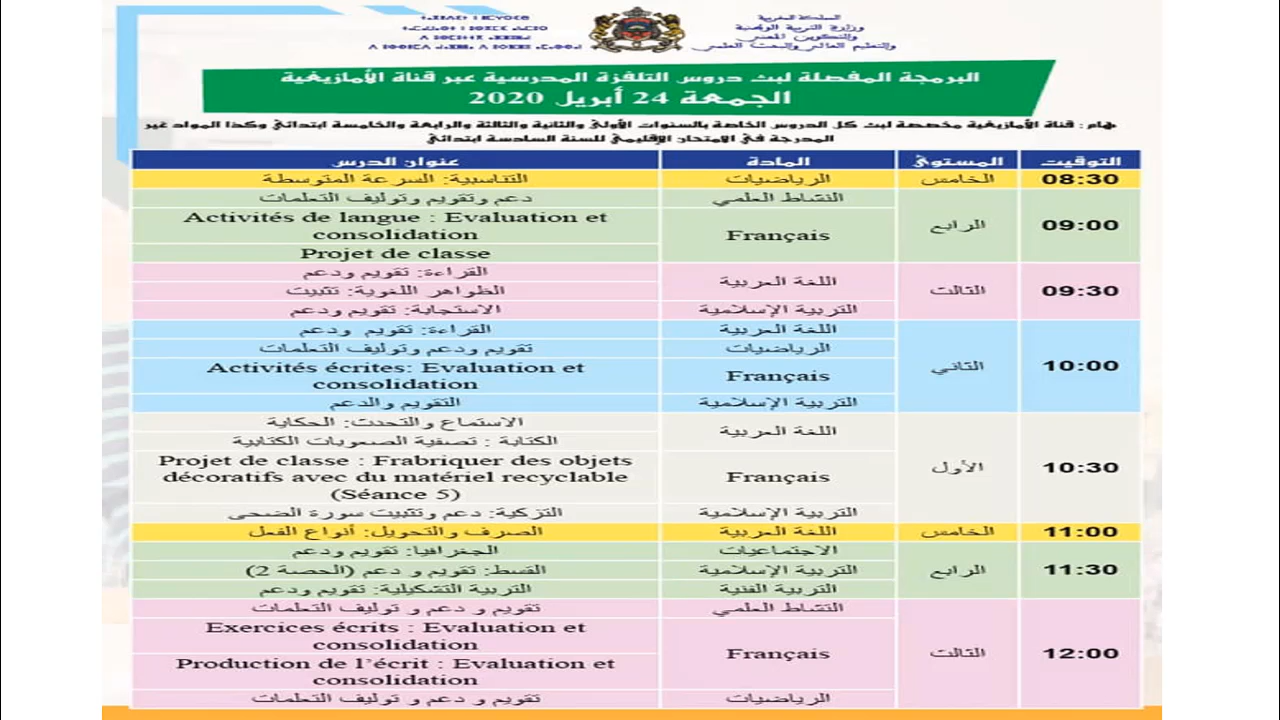 المملكة المغربية
وزارة التربية الوطنية
والتكوين المهني
والتعليم العالي والبحث العلمي
البرمجة المفصلة لبث دروس التلفزة المدرسية عبر قناة الأمازيغية
الجمعة 24 أبريل 2020
هام : قناة الأمازيغية مخصصة لبث كل الدروس الخاصة بالسنوات الأولى والثانية والثالثة والرابعة والخامسة ابتدائي وكذا المواد غير
المدرجة في الامتحان الإقليمي للسنة السادسة ابتدائي
التوقيت المستوى المادة عنوان الدرس
08:30 الخامس الرياضيات التناسبية: السرعة المتوسطة
09:00 الرابع النشاط العلمي دعم وتقويم وتوليف التعلمات
Français Activités de langue : Evaluation et
consolidation
Projet de classe
09:30 الثالث اللغة العربية القراءة: تقويم ودعم
الظواهر اللغوية: تثبيت
التربية الإسلامية الاستجابة: تقويم ودعم
10:00 الثاني اللغة العربية القراءة: تقويم ودعم
الرياضيات تقويم ودعم وتوليف التعلمات
Français Activités écrites: Evaluation et
consolidation
التربية الإسلامية التقويم والدعم
10:30 الأول اللغة العربية الاستماع والتحدث: الحكاية
الكتابة : تصفية الصعوبات الكتابية
Français Projet de classe : Frabriquer des objets
décoratifs avec du matériel recyclable
(Séance 5)
التربية الإسلامية التزكية: دعم وتثبيت سورة الضحى
11:00 الخامس اللغة العربية الصرف والتحويل: أنواع الفعل
11:30 الرابع الاجتماعيات الجغرافيا: تقويم ودعم
التربية الإسلامية القسط: تقويم و دعم (الحصة 2)
التربية الفنية التربية التشكيلية: تقويم ودعم
12:00 الثالث النشاط العلمي تقويم و دعم و توليف التعلمات
Français Exercices écrits : Evaluation et
consolidation
Production de l’écrit : Evaluation et
consolidation
الرياضيات تقويم و دعم و توليف التعلمات